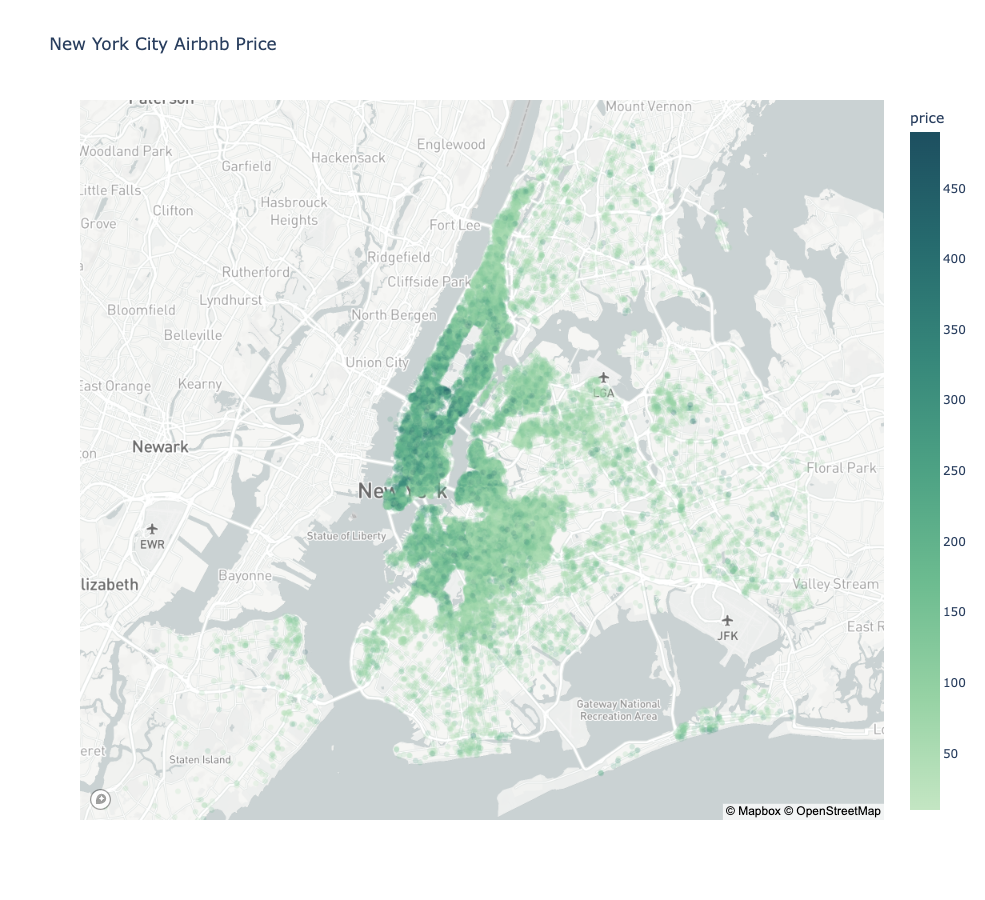 New York City Airbnb Price
Paterson
Mount Vernon
Woodland Park
Englewood
Hackensack
Garfield
Little Falls
Hasbrouck
Heights
Clifton
Grove
Fort Lee
Ridgefield
Rutherford
Cliffside Park
Lyndhurst
Bloomfield
North Bergen
Belleville
Union City
East Orange
Kearny
LGA
Newark
Floral Park
New York
EWR
Statue of Liberty
Bayonne
lizabeth
Valley Stream
JFK
East R
Gateway National
Recreation Area
eret
Staten Island
© Mapbox © OpenStreetMap
price
450
400
350
300
250
200
150
100
50